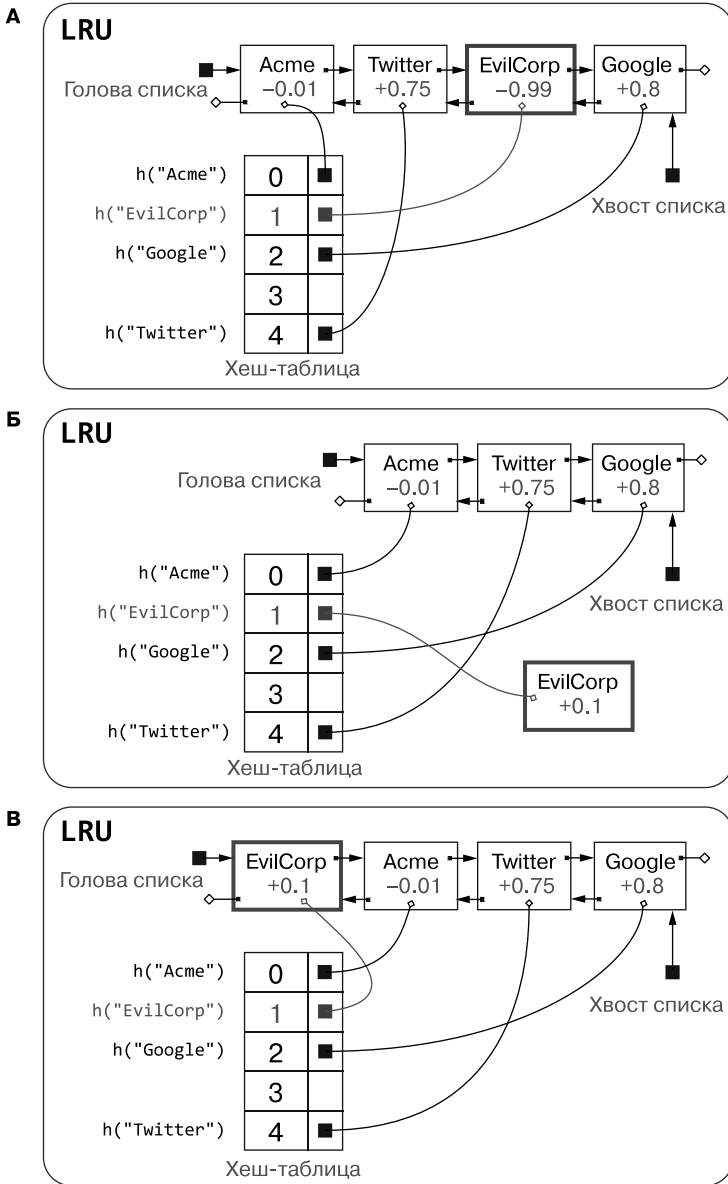 А
LRU
Acme Twitter EvilCorp Google
−0.01 +0.75 −0.99 +0.8
Голова списка
h("Acme") 0
h("EvilCorp") 1
Хвост списка
h("Google") 2
3
h("Twitter") 4
Хеш-таблица
Б
LRU
Acme Twitter Google
−0.01 +0.75 +0.8
Голова списка
h("Acme") 0
h("EvilCorp") 1
Хвост списка
h("Google") 2
EvilCorp
+0.1
3
h("Twitter") 4
Хеш-таблица
В
LRU
EvilCorp Acme Twitter Google
+0.1 −0.01 +0.75 +0.8
Голова списка
h("Acme") 0
h("EvilCorp") 1
Хвост списка
h("Google") 2
3
h("Twitter") 4
Хеш-таблица